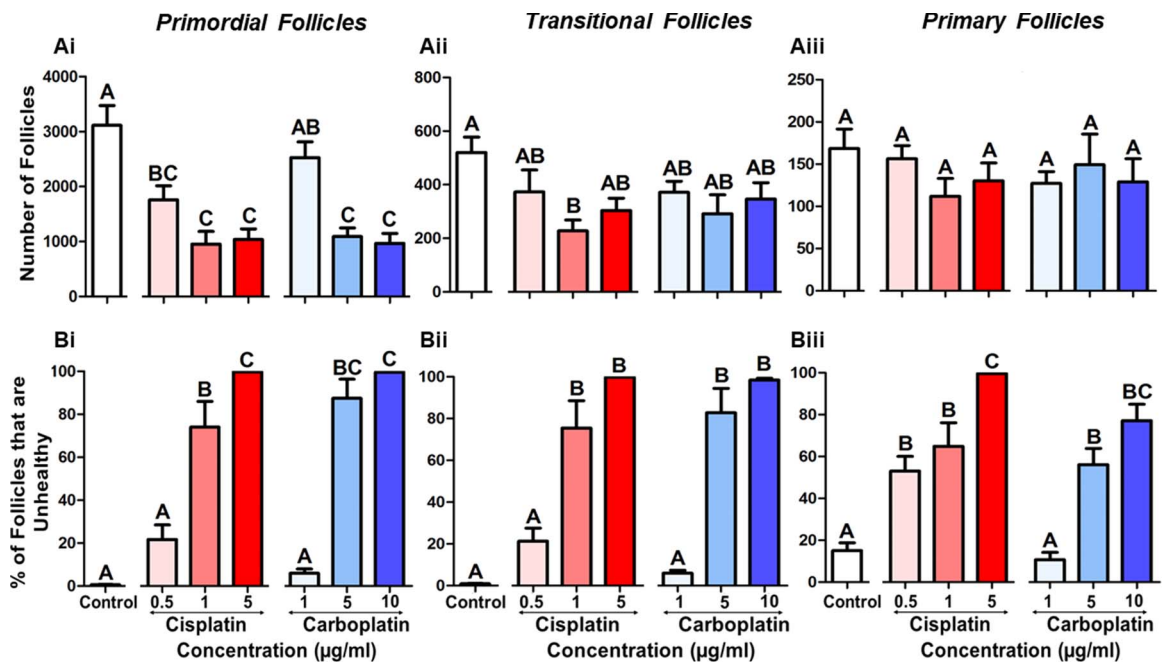 Primordial Follicles
Transitional Follicles
Primary Follicles
Ai
Aii
Aiii
Number of Follicles
4000
3000
2000
1000
0
A
BC
C
C
AB
C
C
800
600
400
200
0
A
AB
B
AB
AB
AB
AB
250
200
150
100
50
0
A
A
A
A
A
A
A
Bi
Bii
Biii
% of Follicles that are
Unhealthy
100
80
60
40
20
0
A
A
B
C
A
BC
C
100
80
60
40
20
0
A
A
B
B
A
B
B
100
80
60
40
20
0
A
B
B
C
A
B
BC
Control 0.5 1 5 1 5 10
Cisplatin Carboplatin
Concentration (µg/ml)
Control 0.5 1 5 1 5 10
Cisplatin Carboplatin
Concentration (µg/ml)
Control 0.5 1 5 1 5 10
Cisplatin Carboplatin
Concentration (µg/ml)